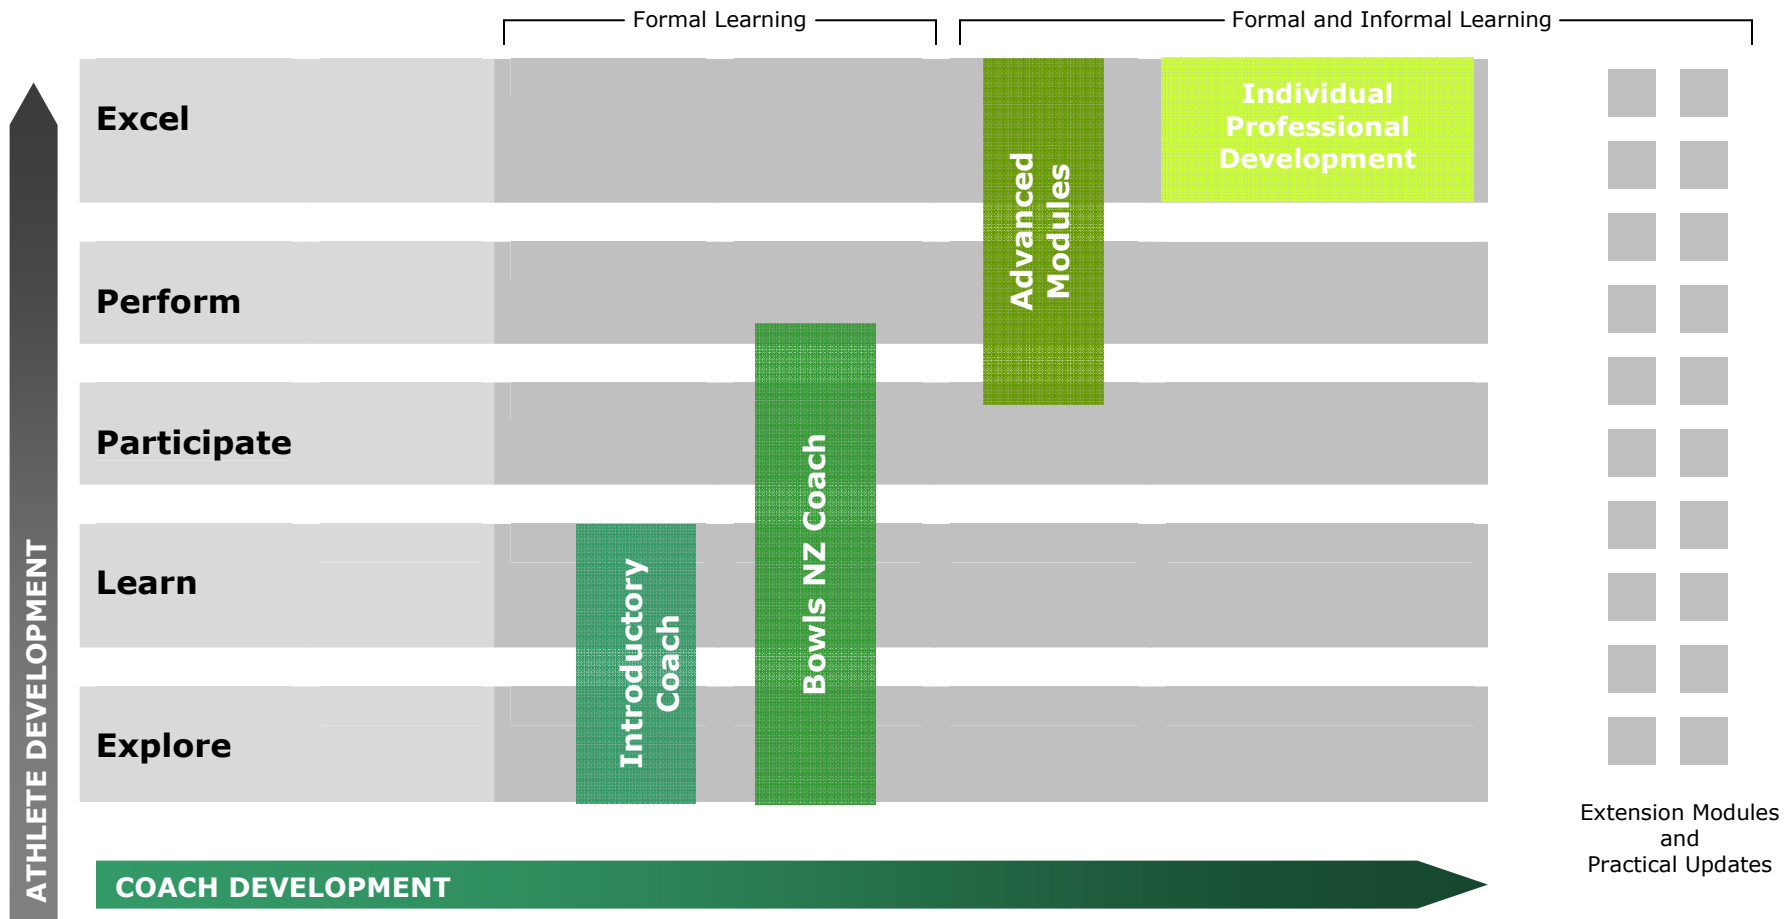 Formal Learning
Formal and Informal Learning
Excel
Perform
Participate
Learn
Explore
Introductory
Coach
Bowls NZ Coach
Advanced
Modules
Individual
Professional
Development
Extension Modules
and
Practical Updates
ATHLETE DEVELOPMENT
COACH DEVELOPMENT